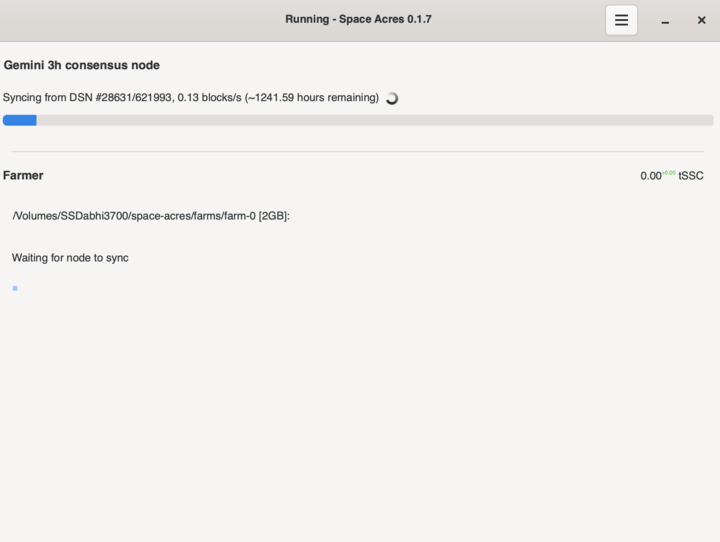 Running - Space Acres 0.1.7
Gemini 3h consensus node
Syncing from DSN #28631/621993, 0.13 blocks/s (~1241.59 hours remaining)
Farmer
0.00+0.00 tSSC
/Volumes/SSDabhi3700/space-acres/farms/farm-0 [2GB]:
Waiting for node to sync